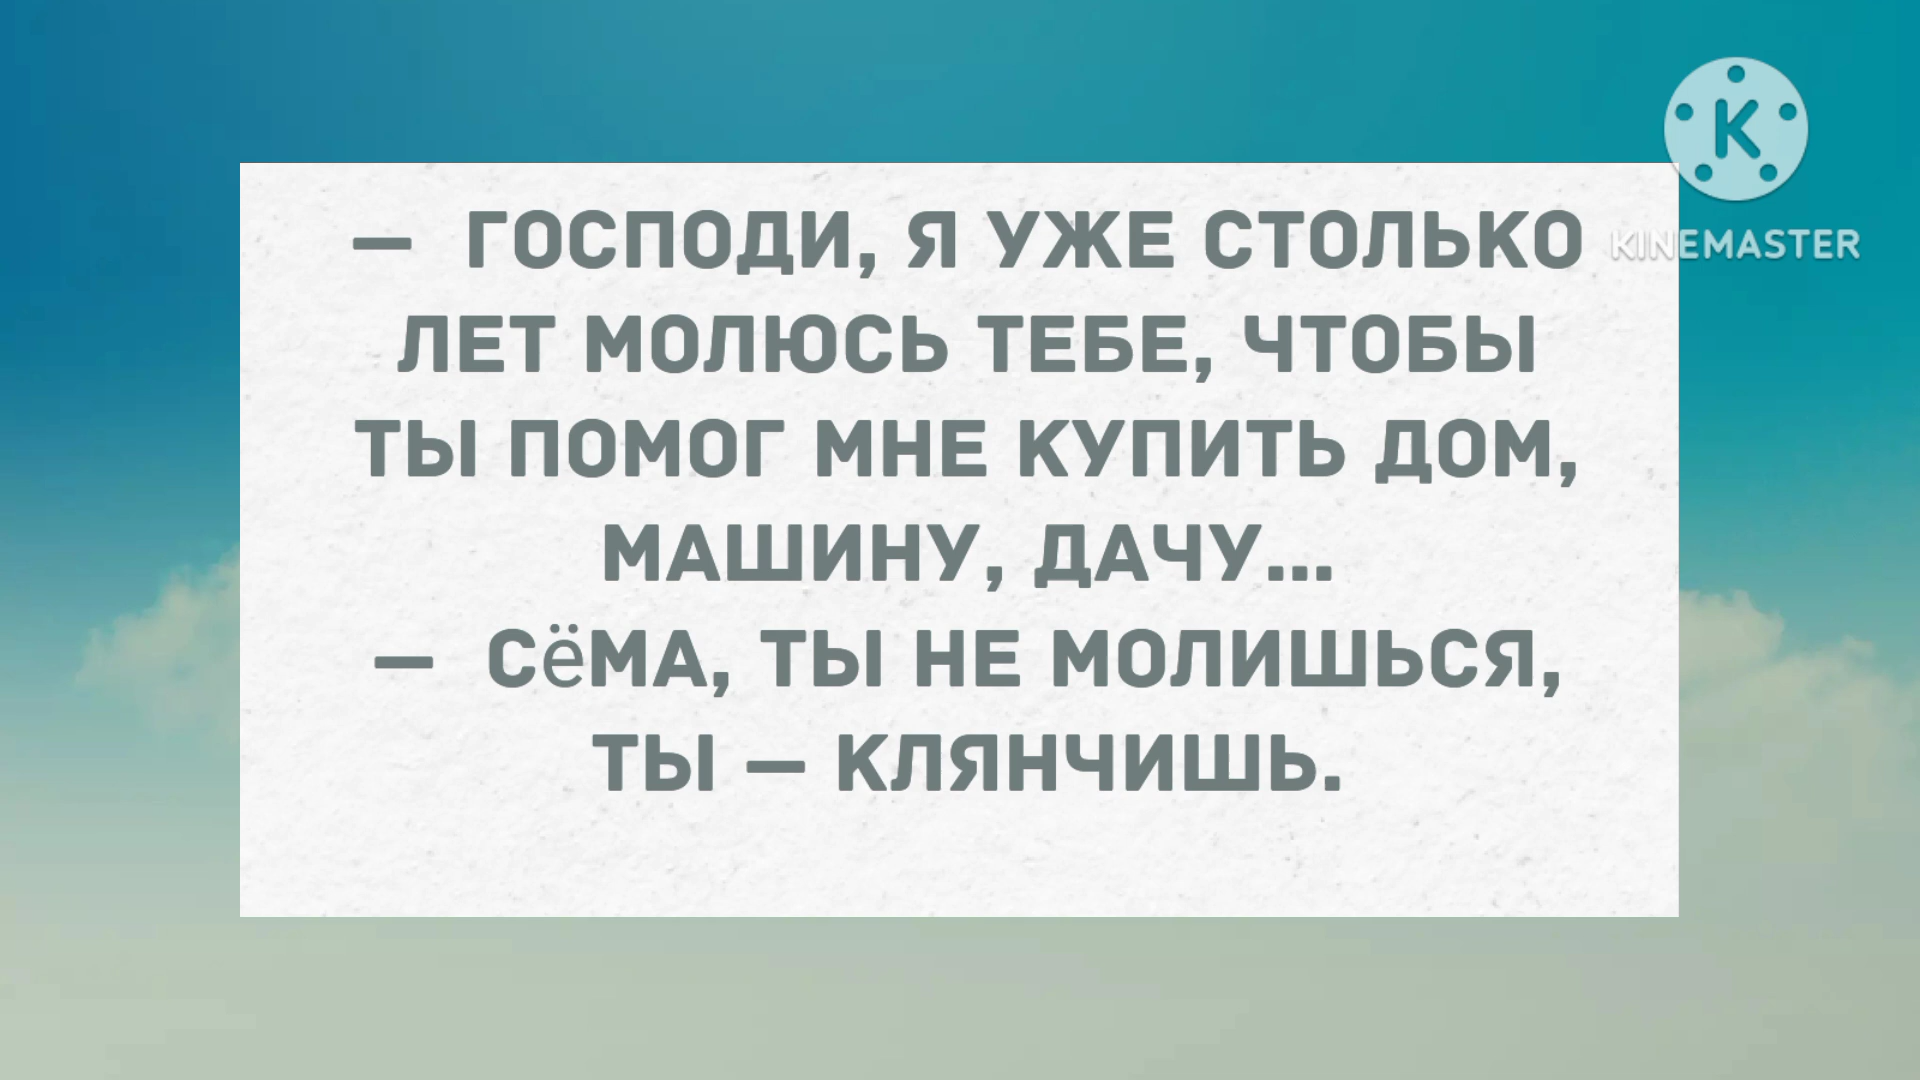 — ГОСПОДИ, Я УЖЕ СТОЛЬКО
ЛЕТ МОЛЮСЬ ТЕБЕ, ЧТОБЫ
ТЫ ПОМОГ МНЕ КУПИТЬ ДОМ,
МАШИНУ, ДАЧУ...
— СёМА, ТЫ НЕ МОЛИШЬСЯ,
ТЫ — КЛЯНЧИШЬ.
K
KINEMASTER